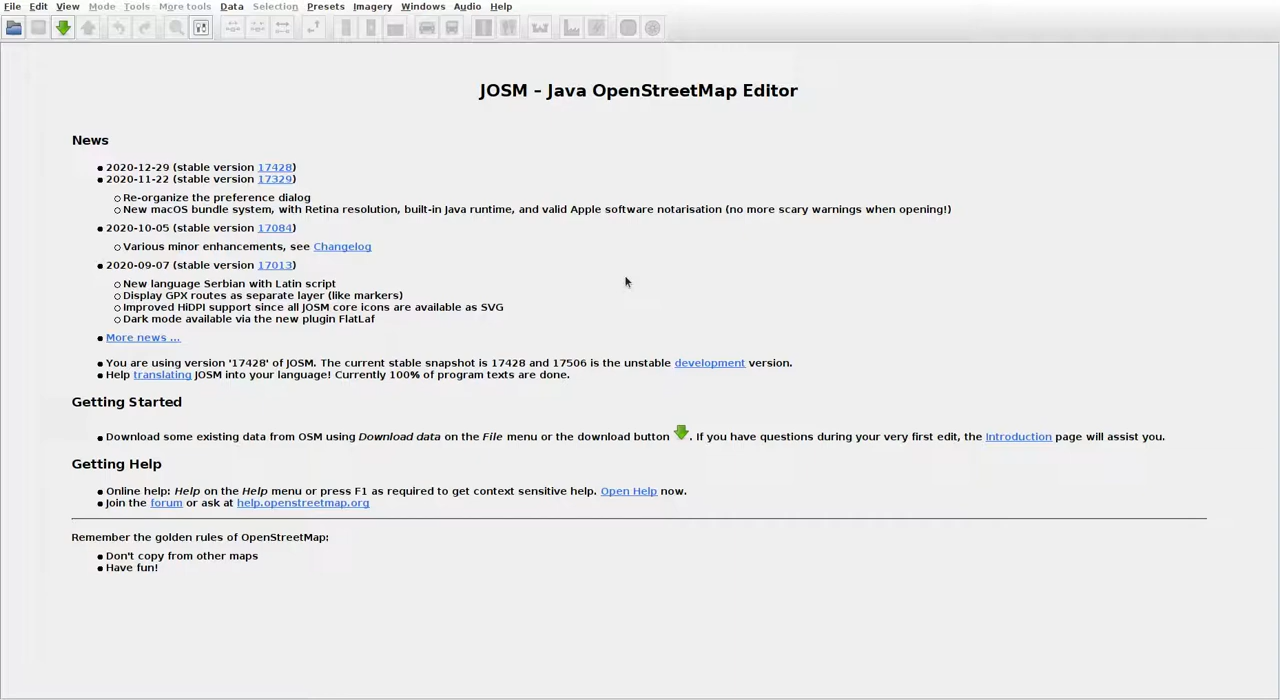 File Edit View Mode Tools More tools Data Selection Presets Imagery Windows Audio Help
JOSM – Java OpenStreetMap Editor
News
2020-12-29 (stable version 17428)
2020-11-22 (stable version 17329)
Re-organize the preference dialog
New macOS bundle system, with Retina resolution, built-in Java runtime, and valid Apple software notarisation (no more scary warnings when opening!)
2020-10-05 (stable version 17084)
Various minor enhancements, see Changelog
2020-09-07 (stable version 17013)
New language Serbian with Latin script
Display GPX routes as separate layer (like markers)
Improved HiDPI support since all JOSM core icons are available as SVG
Dark mode available via the new plugin FlatLaf
More news ...
You are using version '17428' of JOSM. The current stable snapshot is 17428 and 17506 is the unstable development version.
Help translating JOSM into your language! Currently 100% of program texts are done.
Getting Started
Download some existing data from OSM using Download data on the File menu or the download button . If you have questions during your very first edit, the Introduction page will assist you.
Getting Help
Online help: Help on the Help menu or press F1 as required to get context sensitive help. Open Help now.
Join the forum or ask at help.openstreetmap.org
Remember the golden rules of OpenStreetMap:
Don't copy from other maps
Have fun!